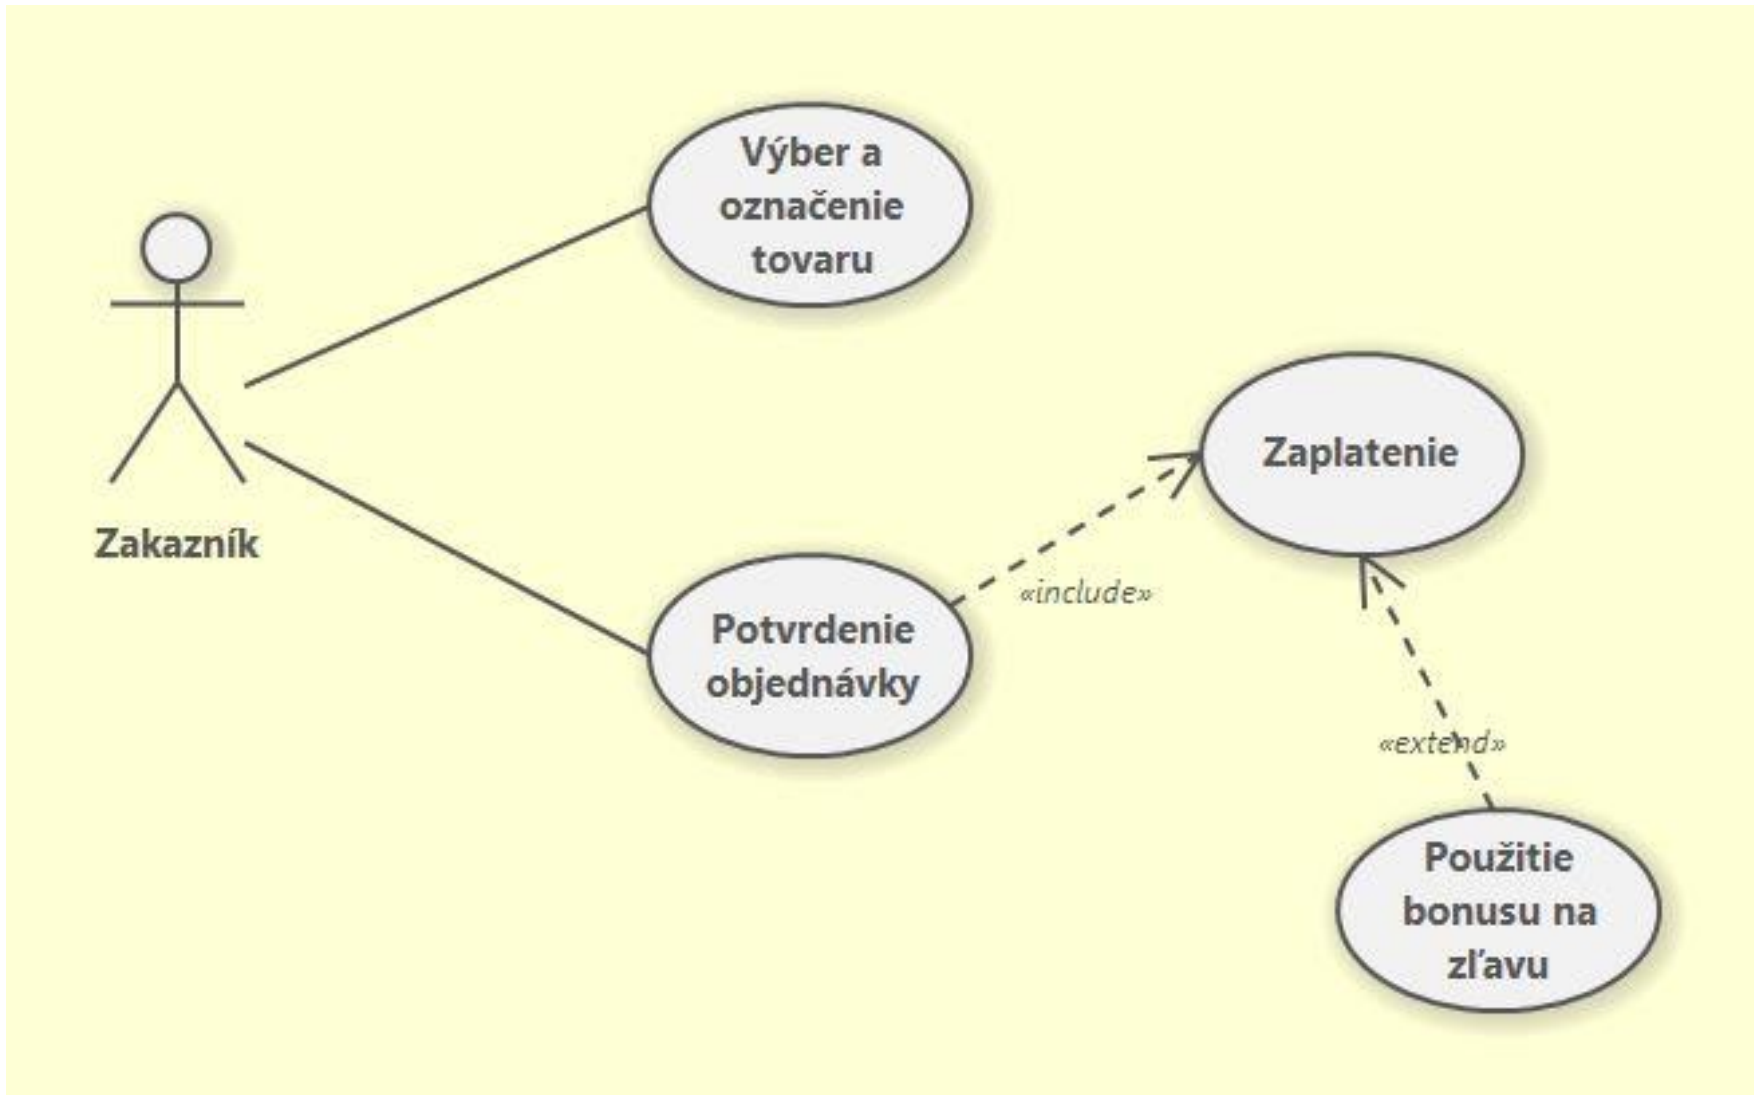 Výber a
označenie
tovaru
Zakazník
Zaplatenie
«include»
Potvrdenie
objednávky
«extend»
Použitie
bonusu na
zľavu